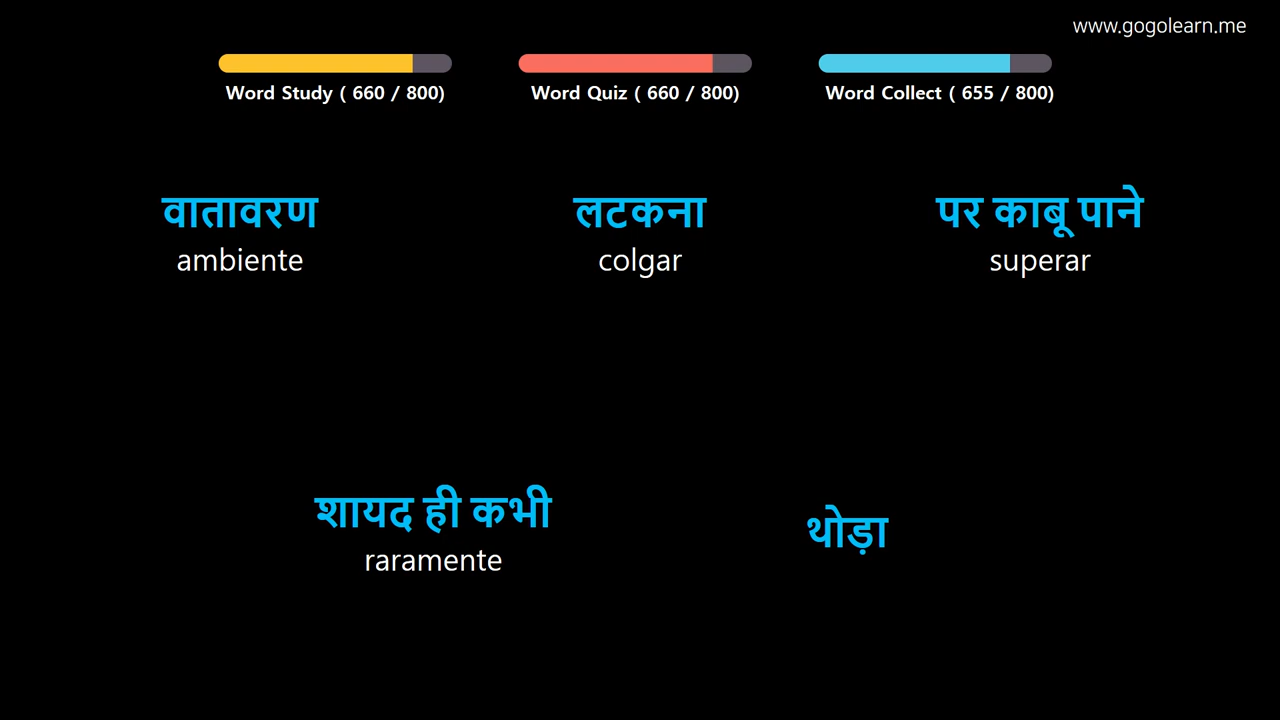 www.gogolearn.me
Word Study ( 660 / 800)
Word Quiz ( 660 / 800)
Word Collect ( 655 / 800)
वातावरण
ambiente
लटकना
colgar
पर काबू पाने
superar
शायद ही कभी
raramente
थोड़ा